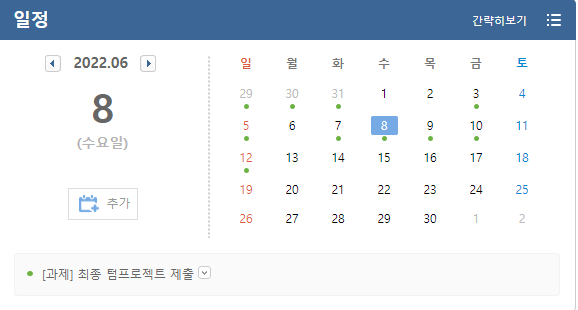 일정 간략히보기
2022.06
8
(수요일)
추가
일 월 화 수 목 금 토
29 30 31 1 2 3 4
5 6 7 8 9 10 11
12 13 14 15 16 17 18
19 20 21 22 23 24 25
26 27 28 29 30 1 2
[과제] 최종 텀프로젝트 제출